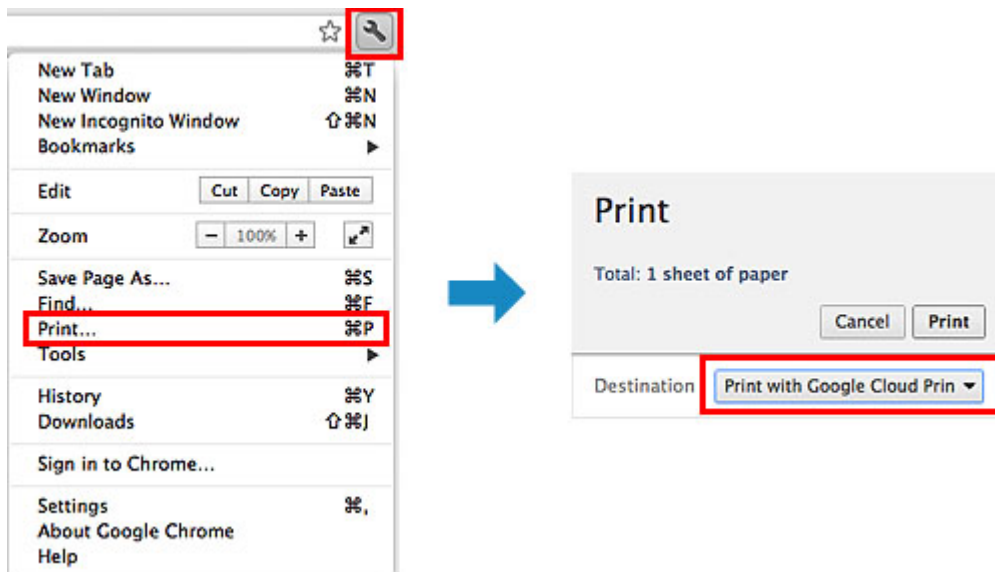 New Tab ⌘T
New Window ⌘N
New Incognito Window ⇧⌘N
Bookmarks ▶
Edit Cut Copy Paste
Zoom − 100% +
Save Page As... ⌘S
Find... ⌘F
Print... ⌘P
Tools ▶
History ⌘Y
Downloads ⇧⌘J
Sign in to Chrome...
Settings ⌘,
About Google Chrome
Help
Print
Total: 1 sheet of paper
Cancel Print
Destination Print with Google Cloud Prin